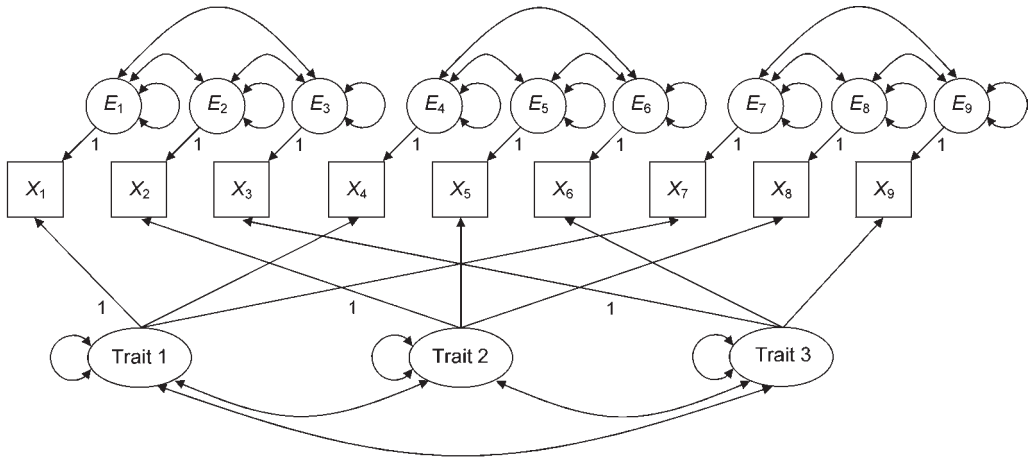 E1 E2 E3 E4 E5 E6 E7 E8 E9
1 1 1 1 1 1 1 1 1
X1 X2 X3 X4 X5 X6 X7 X8 X9
1 1 1
Trait 1 Trait 2 Trait 3